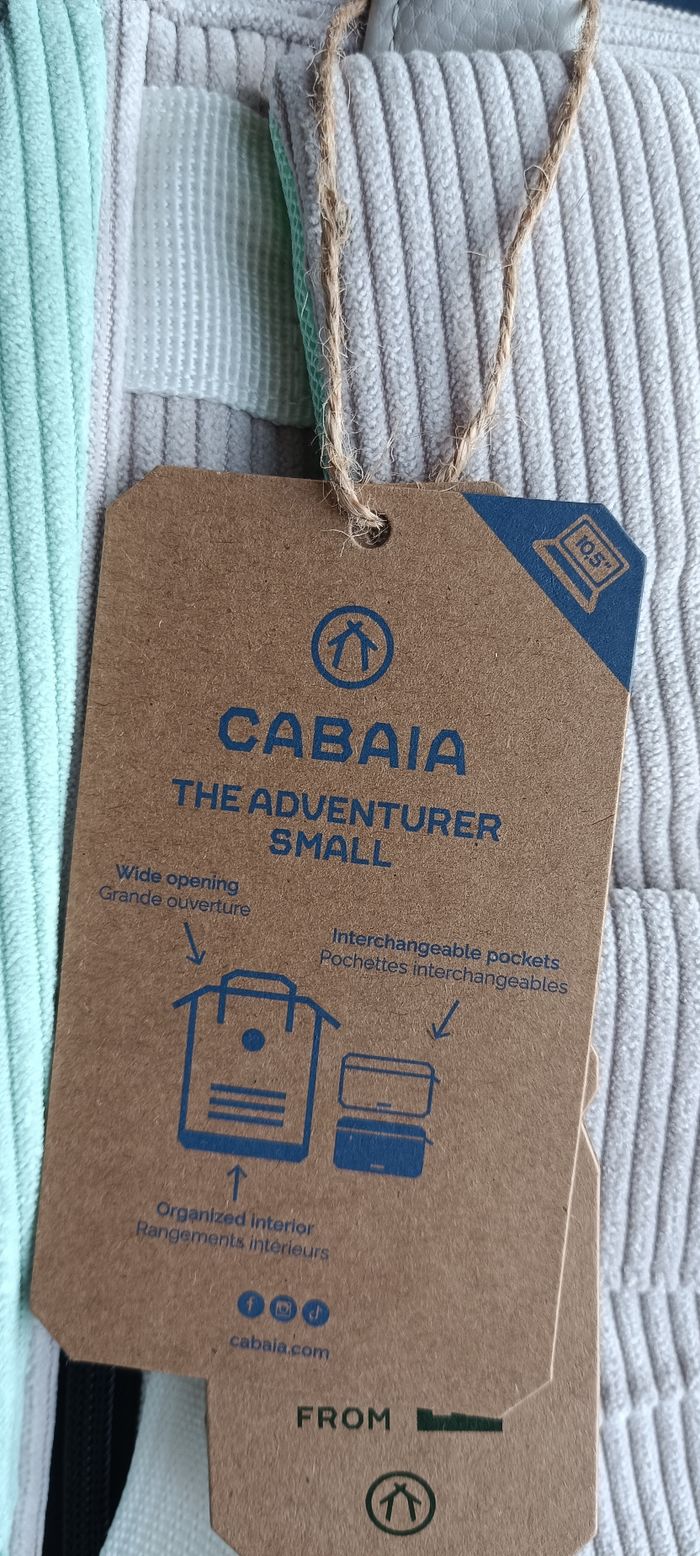 10.5"
CABAIA
THE ADVENTURER
SMALL
Wide opening
Grande ouverture
Interchangeable pockets
Pochettes interchangeables
Organized interior
Rangements intérieurs
cabaia.com
FROM